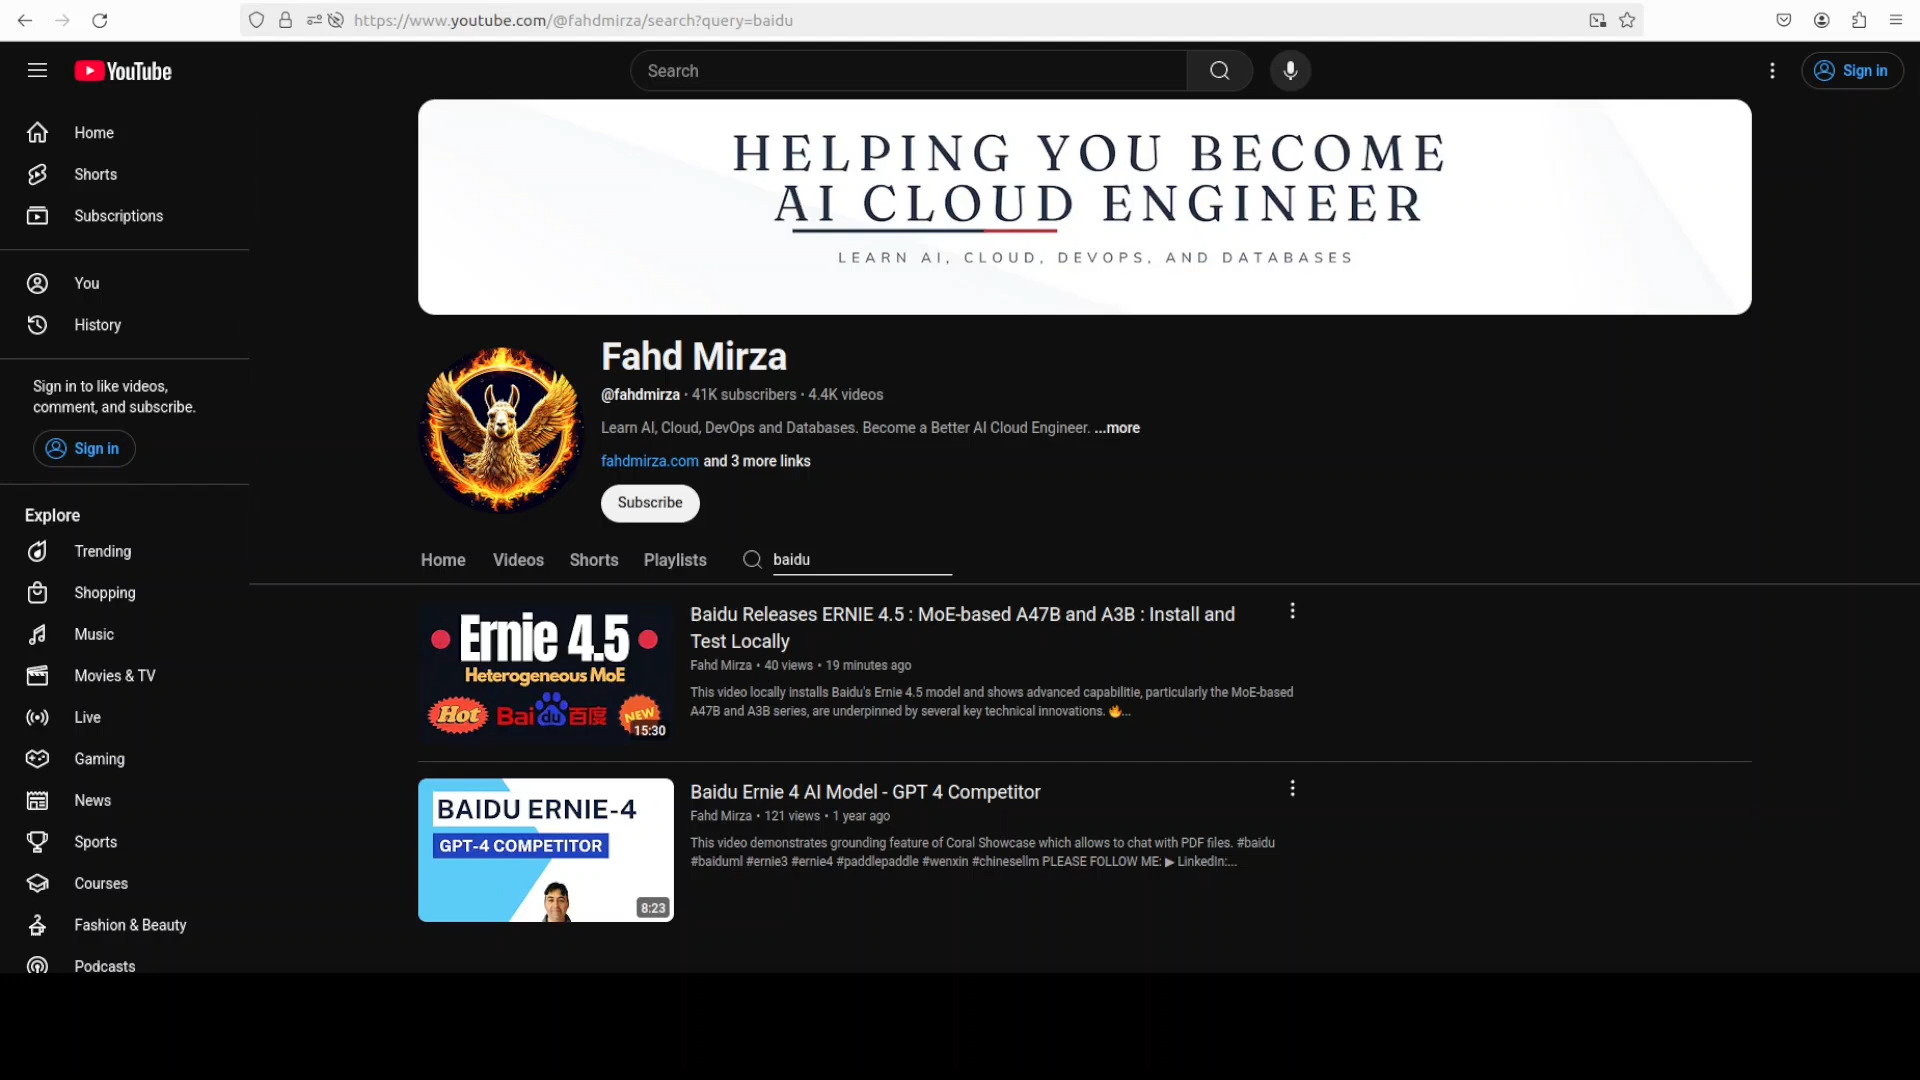 https://www.youtube.com/@fahdmirza/search?query=baidu
YouTube
Search
Sign in
Home
Shorts
Subscriptions
You
History
Sign in to like videos,
comment, and subscribe.
Sign in
Explore
Trending
Shopping
Music
Movies & TV
Live
Gaming
News
Sports
Courses
Fashion & Beauty
Podcasts
HELPING YOU BECOME
AI CLOUD ENGINEER
LEARN AI, CLOUD, DEVOPS, AND DATABASES
Fahd Mirza
@fahdmirza • 41K subscribers • 4.4K videos
Learn AI, Cloud, DevOps and Databases. Become a Better AI Cloud Engineer. ...more
fahdmirza.com and 3 more links
Subscribe
Home Videos Shorts Playlists baidu
Ernie 4.5
Heterogeneous MoE
Hot Bai du 百度 NEW
15:30
Baidu Releases ERNIE 4.5 : MoE-based A47B and A3B : Install and
Test Locally
Fahd Mirza • 40 views • 19 minutes ago
This video locally installs Baidu's Ernie 4.5 model and shows advanced capabilitie, particularly the MoE-based
A47B and A3B series, are underpinned by several key technical innovations. 🔥...
BAIDU ERNIE-4
GPT-4 COMPETITOR
8:23
Baidu Ernie 4 AI Model - GPT 4 Competitor
Fahd Mirza • 121 views • 1 year ago
This video demonstrates grounding feature of Coral Showcase which allows to chat with PDF files. #baidu
#baiduml #ernie3 #ernie4 #paddlepaddle #wenxin #chinesellm PLEASE FOLLOW ME: ▶ LinkedIn:...